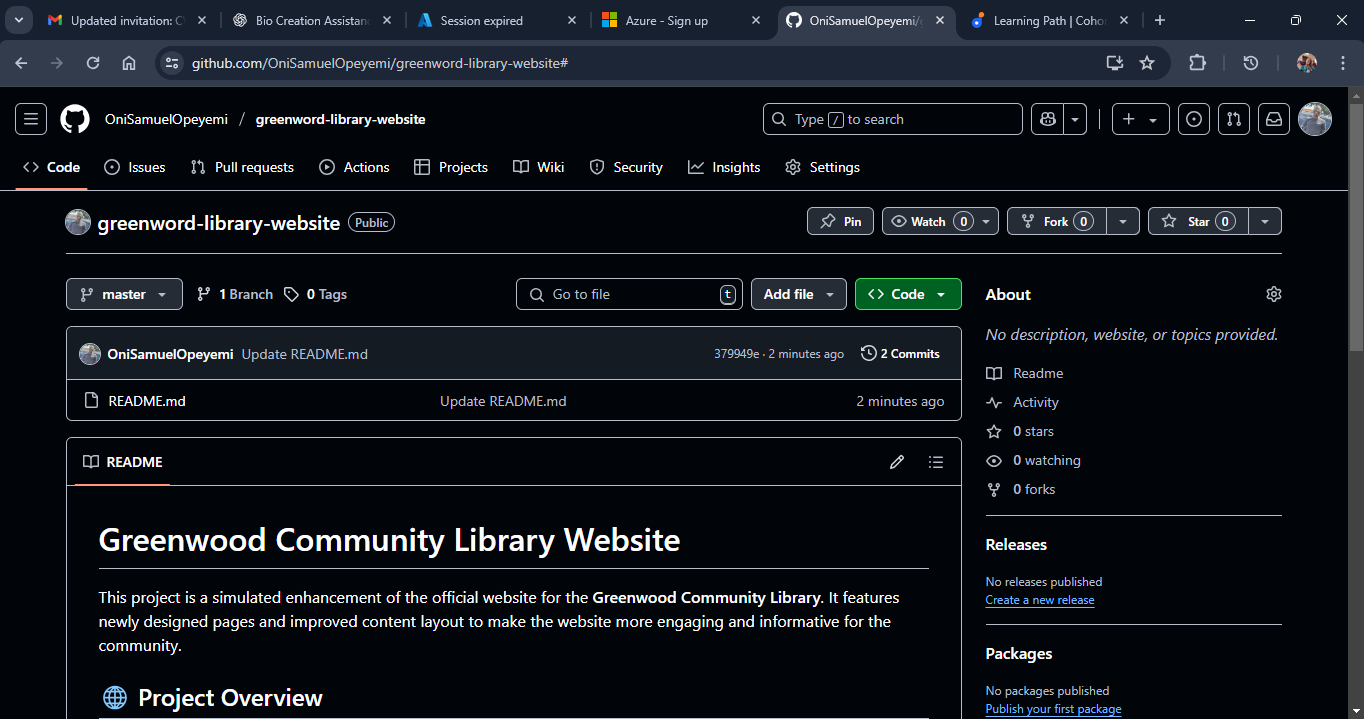 Updated invitation: C
Bio Creation Assistan
Session expired
Azure - Sign up
OniSamuelOpeyemi/
Learning Path | Coho
github.com/OniSamuelOpeyemi/greenword-library-website#
OniSamuelOpeyemi / greenword-library-website
Type / to search
Code
Issues
Pull requests
Actions
Projects
Wiki
Security
Insights
Settings
greenword-library-website Public
Pin
Watch 0
Fork 0
Star 0
master
1 Branch
0 Tags
Go to file t
Add file
Code
OniSamuelOpeyemi Update README.md
379949e · 2 minutes ago
2 Commits
README.md
Update README.md
2 minutes ago
README
Greenwood Community Library Website
This project is a simulated enhancement of the official website for the Greenwood Community Library. It features
newly designed pages and improved content layout to make the website more engaging and informative for the
community.
Project Overview
About
No description, website, or topics provided.
Readme
Activity
0 stars
0 watching
0 forks
Releases
No releases published
Create a new release
Packages
No packages published
Publish your first package